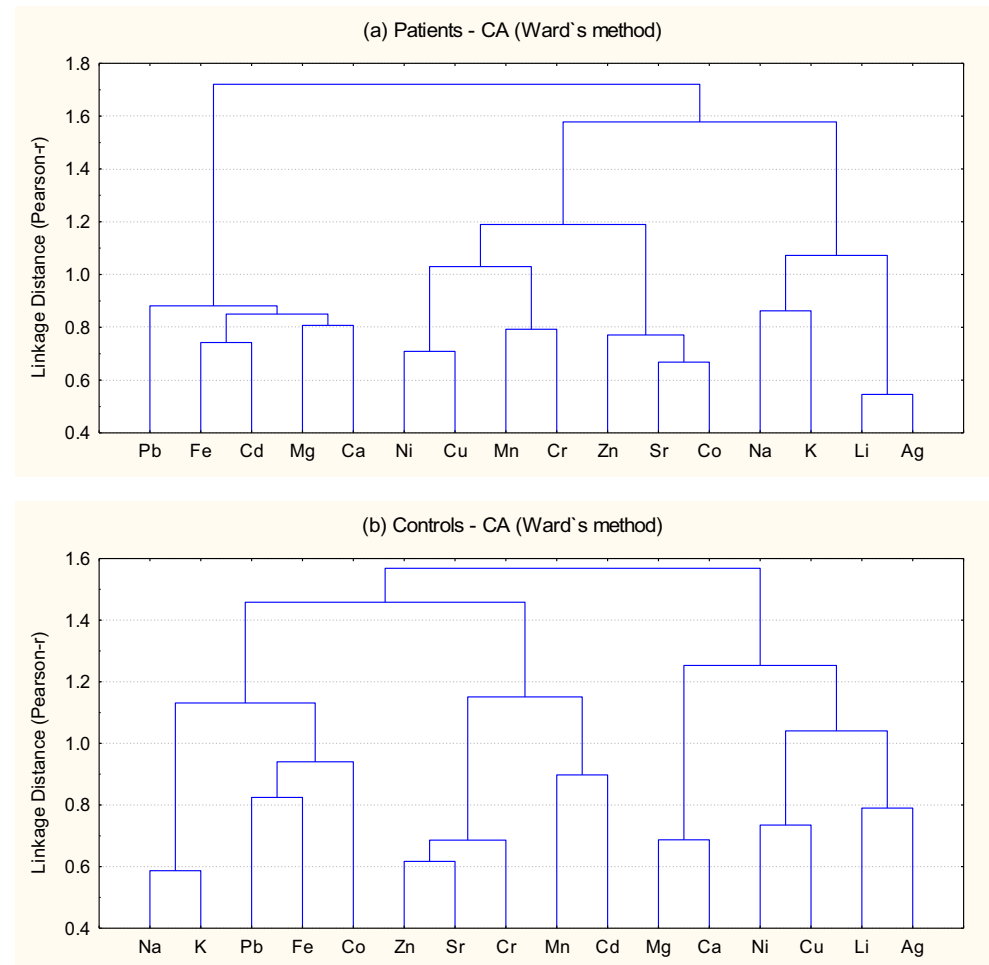 (a) Patients - CA (Ward`s method)
Linkage Distance (Pearson-r)
1.8
1.6
1.4
1.2
1.0
0.8
0.6
0.4
Pb Fe Cd Mg Ca Ni Cu Mn Cr Zn Sr Co Na K Li Ag
(b) Controls - CA (Ward`s method)
Linkage Distance (Pearson-r)
1.6
1.4
1.2
1.0
0.8
0.6
0.4
Na K Pb Fe Co Zn Sr Cr Mn Cd Mg Ca Ni Cu Li Ag